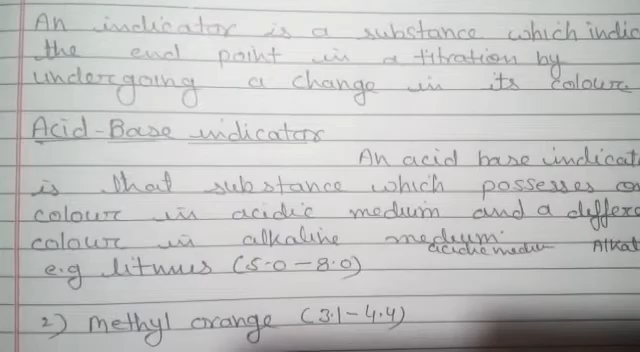 An indicator is a substance which indic
the end point in a titration by
undergoing a change in its colour.
Acid-Base indicator
An acid base indicat
is that substance which possesses on
colour in acidic medium and a differe
colour in alkaline medium.
acidic medium Alkal
e.g litmus (5.0-8.0)
2) Methyl orange (3.1-4.4)